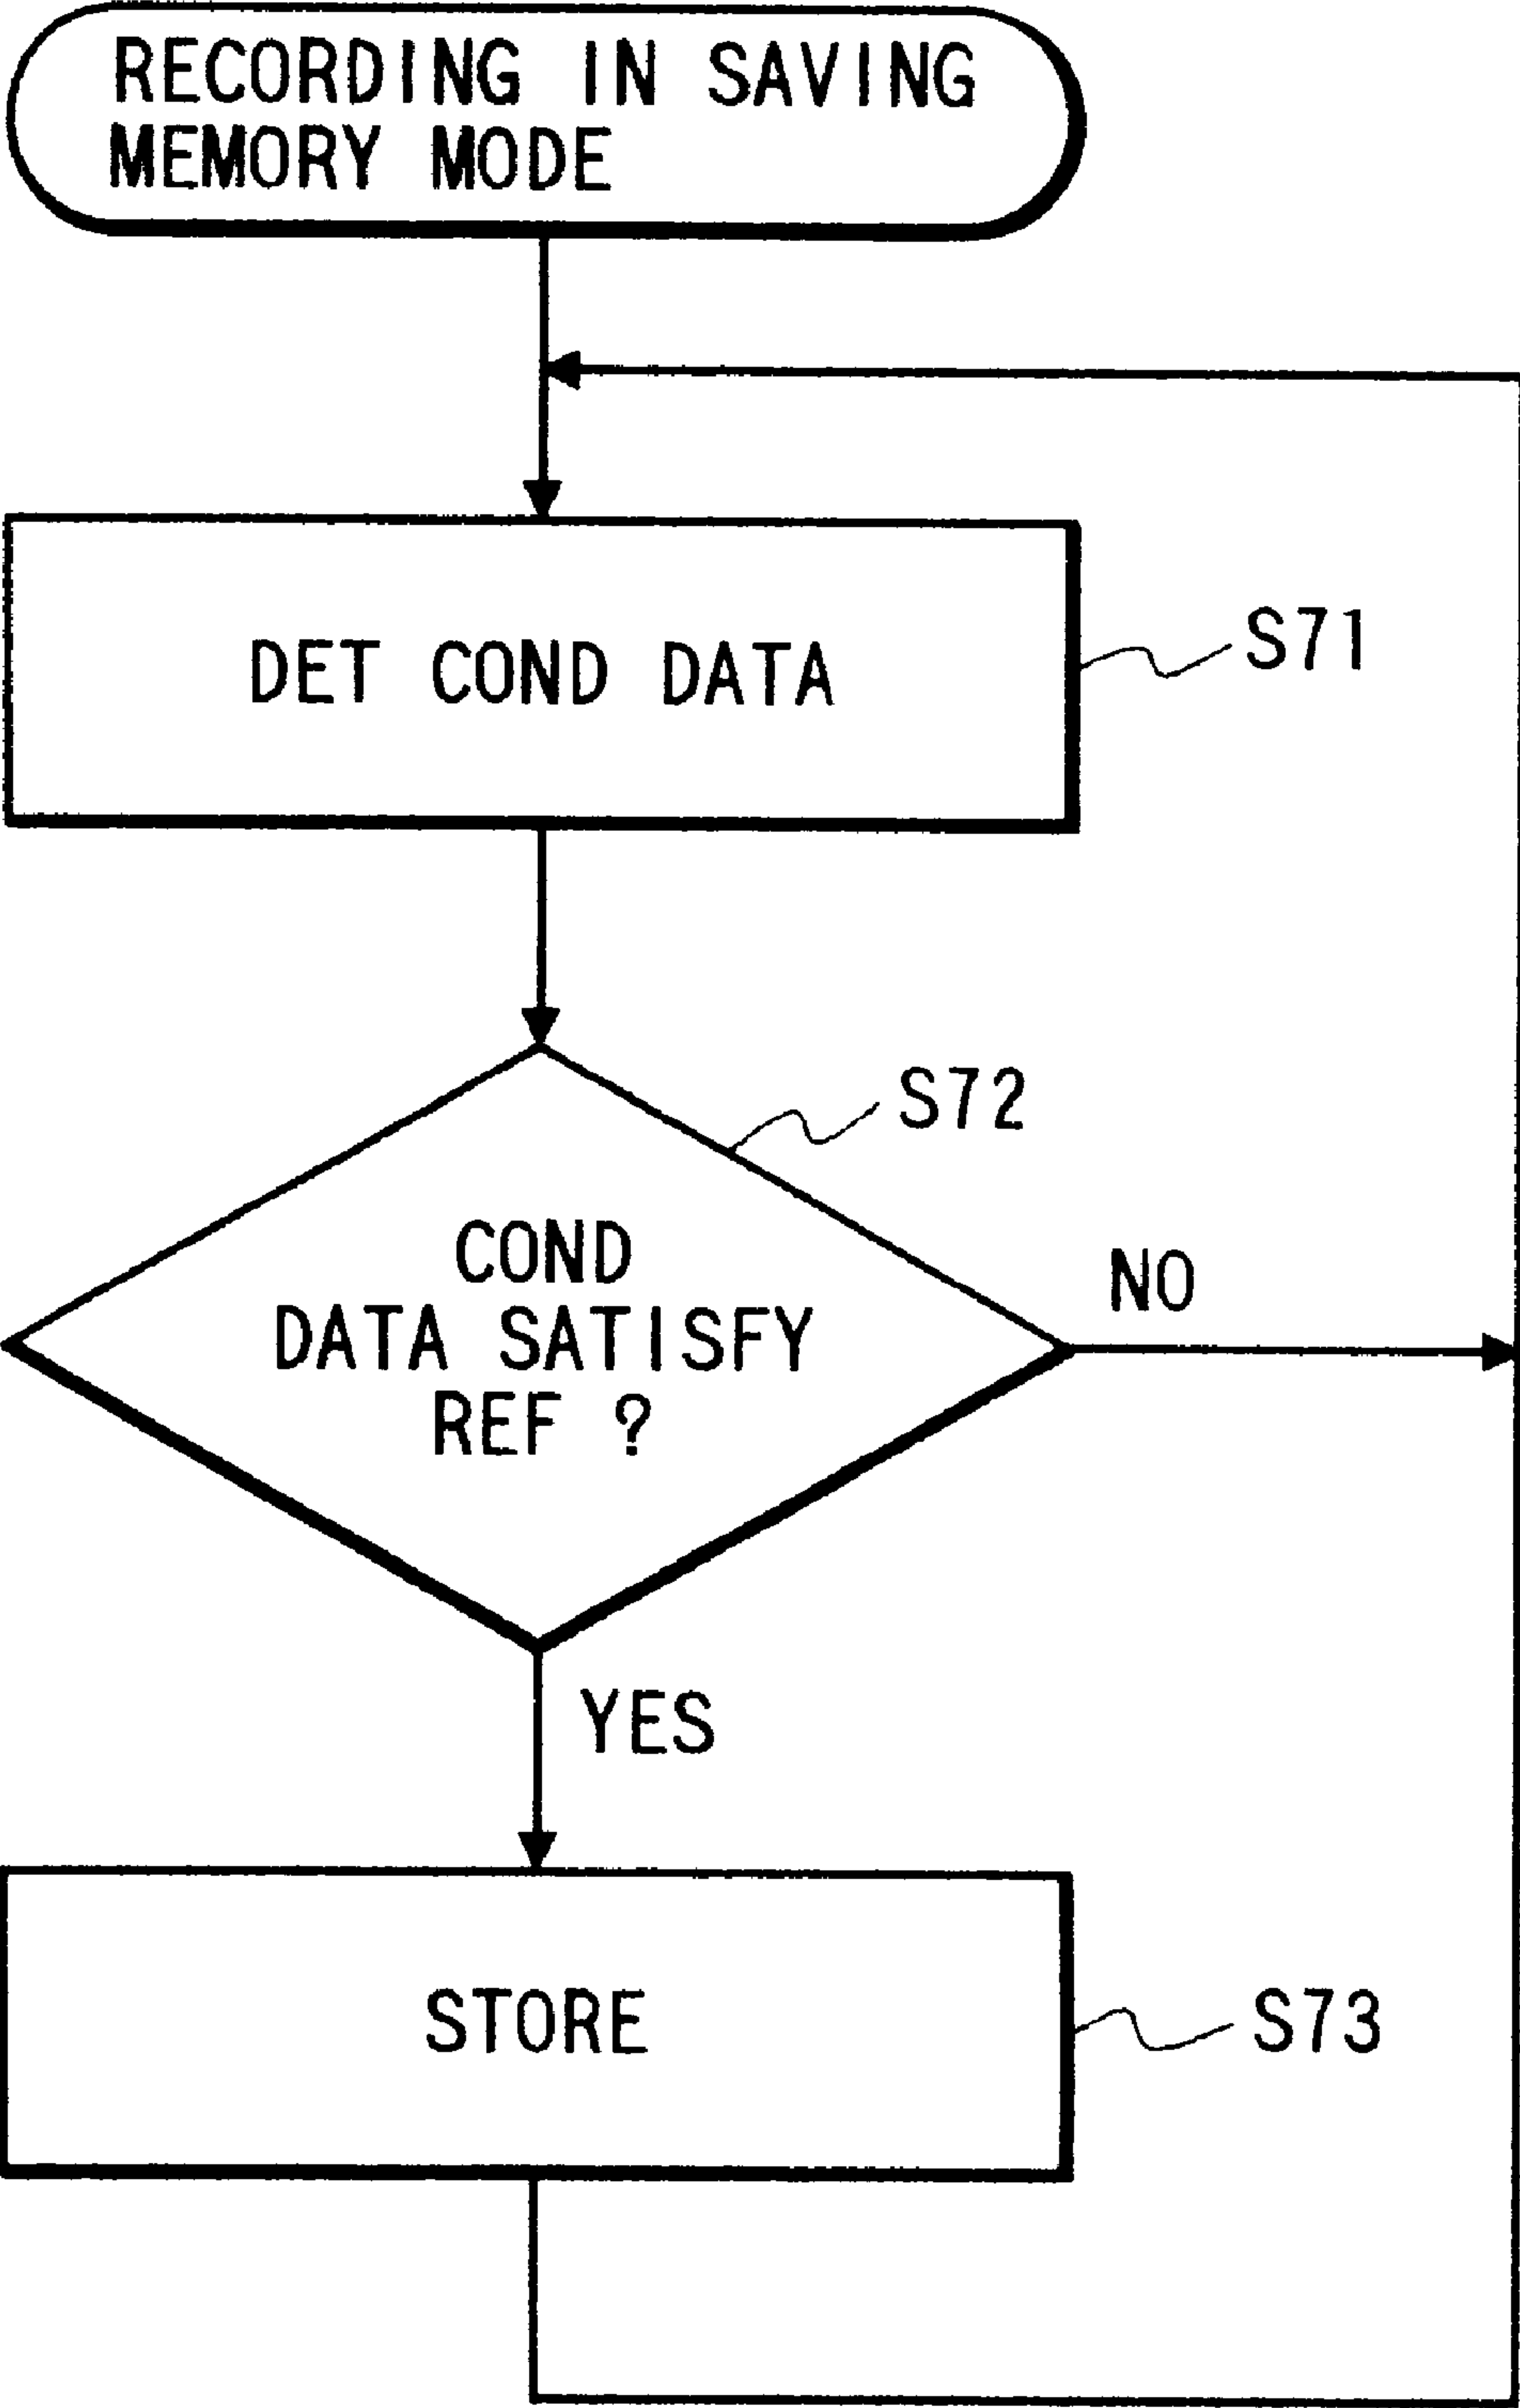 RECORDING IN SAVING
MEMORY MODE
DET COND DATA
S71
S72
COND
DATA SATISFY
REF ?
NO
YES
STORE
S73